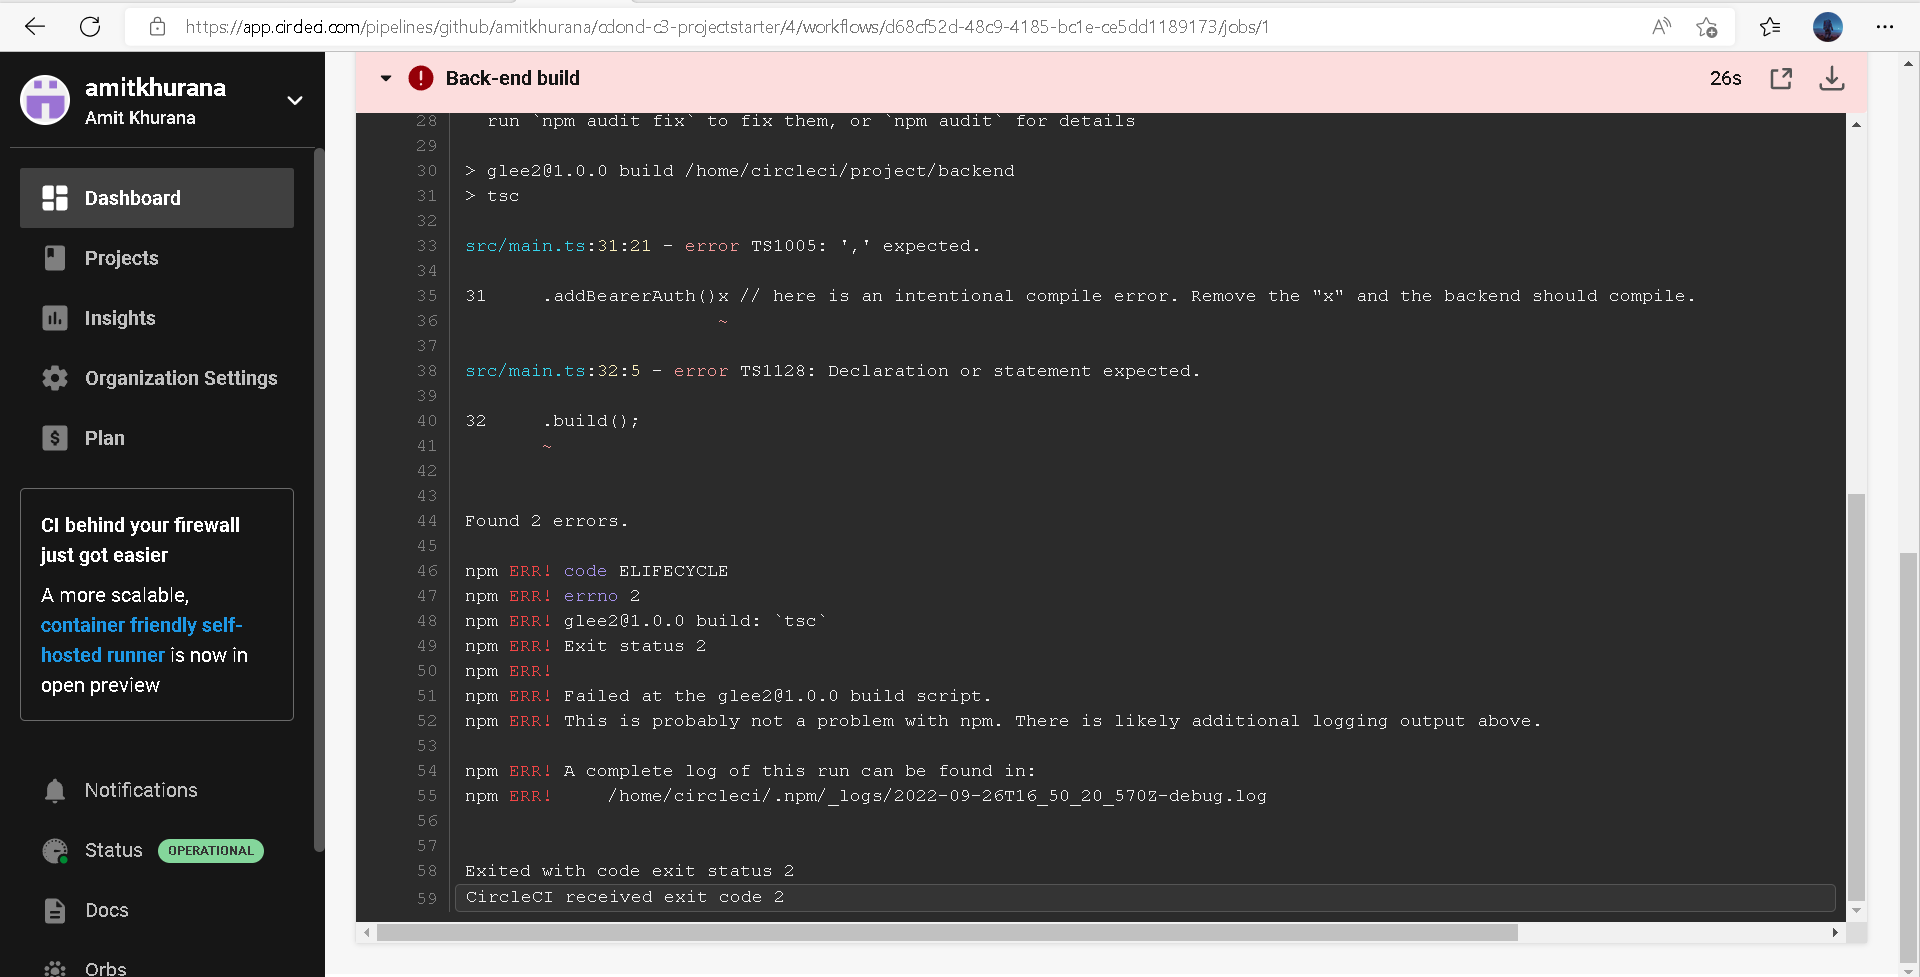 https://app.circleci.com/pipelines/github/amitkhurana/cdond-c3-projectstarter/4/workflows/d68cf52d-48c9-4185-bc1e-ce5dd1189173/jobs/1
amitkhurana
Amit Khurana
Dashboard
Projects
Insights
Organization Settings
Plan
CI behind your firewall
just got easier
A more scalable,
container friendly self-
hosted runner is now in
open preview
Notifications
Status OPERATIONAL
Docs
Orbs
Back-end build 26s
28 run `npm audit fix` to fix them, or `npm audit` for details
29
30 > glee2@1.0.0 build /home/circleci/project/backend
31 > tsc
32
33 src/main.ts:31:21 - error TS1005: ',' expected.
34
35 31 .addBearerAuth()x // here is an intentional compile error. Remove the "x" and the backend should compile.
36 ~
37
38 src/main.ts:32:5 - error TS1128: Declaration or statement expected.
39
40 32 .build();
41 ~
42
43
44 Found 2 errors.
45
46 npm ERR! code ELIFECYCLE
47 npm ERR! errno 2
48 npm ERR! glee2@1.0.0 build: `tsc`
49 npm ERR! Exit status 2
50 npm ERR!
51 npm ERR! Failed at the glee2@1.0.0 build script.
52 npm ERR! This is probably not a problem with npm. There is likely additional logging output above.
53
54 npm ERR! A complete log of this run can be found in:
55 npm ERR! /home/circleci/.npm/_logs/2022-09-26T16_50_20_570Z-debug.log
56
57
58 Exited with code exit status 2
59 CircleCI received exit code 2